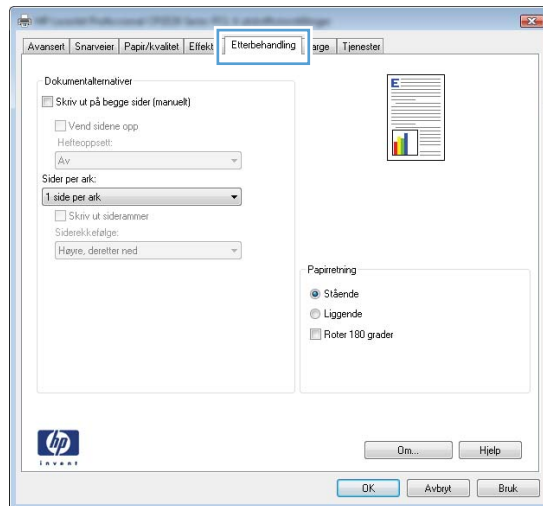 Avansert Snarveier Papir/kvalitet Effekt Etterbehandling arge Tjenester
Dokumentalternativer
Skriv ut på begge sider (manuelt)
Vend sidene opp
Hefteoppsett:
Av
Sider per ark:
1 side per ark
Skriv ut siderammer
Siderekkefølge:
Høyre, deretter ned
E
Papirretning
Stående
Liggende
Roter 180 grader
hp
invent
Om... Hjelp
OK Avbryt Bruk